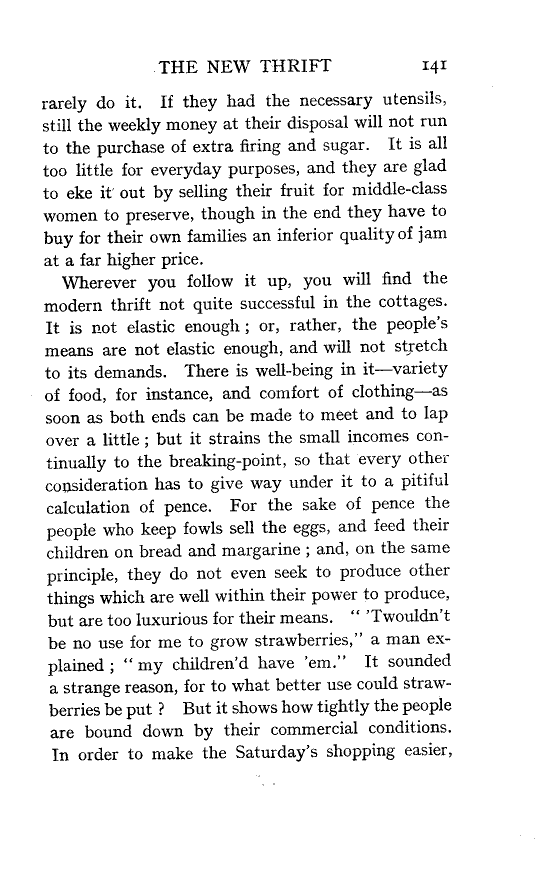 THE NEW THRIFT 141
rarely do it. If they had the necessary utensils,
still the weekly money at their disposal will not run
to the purchase of extra firing and sugar. It is all
too little for everyday purposes, and they are glad
to eke it out by selling their fruit for middle-class
women to preserve, though in the end they have to
buy for their own families an inferior quality of jam
at a far higher price.
Wherever you follow it up, you will find the
modern thrift not quite successful in the cottages.
It is not elastic enough ; or, rather, the people's
means are not elastic enough, and will not stretch
to its demands. There is well-being in it—variety
of food, for instance, and comfort of clothing—as
soon as both ends can be made to meet and to lap
over a little ; but it strains the small incomes con-
tinually to the breaking-point, so that every other
consideration has to give way under it to a pitiful
calculation of pence. For the sake of pence the
people who keep fowls sell the eggs, and feed their
children on bread and margarine ; and, on the same
principle, they do not even seek to produce other
things which are well within their power to produce,
but are too luxurious for their means. " 'Twouldn't
be no use for me to grow strawberries," a man ex-
plained ; " my children'd have 'em." It sounded
a strange reason, for to what better use could straw-
berries be put ? But it shows how tightly the people
are bound down by their commercial conditions.
In order to make the Saturday's shopping easier,